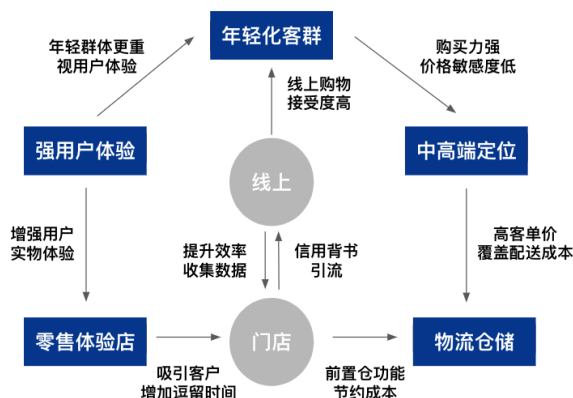 年轻化客群
年轻群体更重
视用户体验
购买力强
价格敏感度低
线上购物
接受度高
强用户体验
线上
中高端定位
增强用户
实物体验
提升效率
收集数据
信用背书
引流
高客单价
覆盖配送成本
零售体验店
门店
物流仓储
吸引客户
增加逗留时间
前置仓功能
节约成本